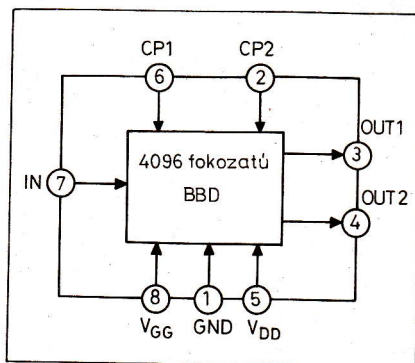 CP1 CP2
6 2
OUT1
4096 fokozatú
3
BBD
IN 7
OUT2
4
8 1 5
VGG GND VDD